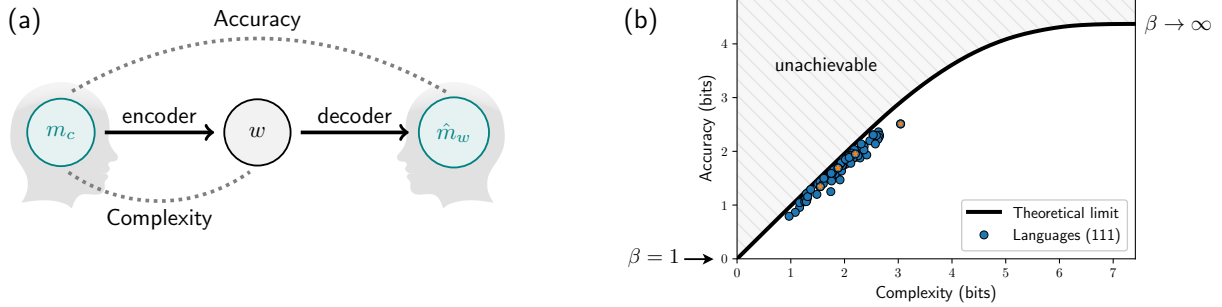 (a)
Accuracy
m_c
encoder
w
decoder
m̂_w
Complexity
(b)
β → ∞
unachievable
Accuracy (bits)
4
3
2
1
0
Theoretical limit
Languages (111)
β = 1
0 1 2 3 4 5 6 7
Complexity (bits)